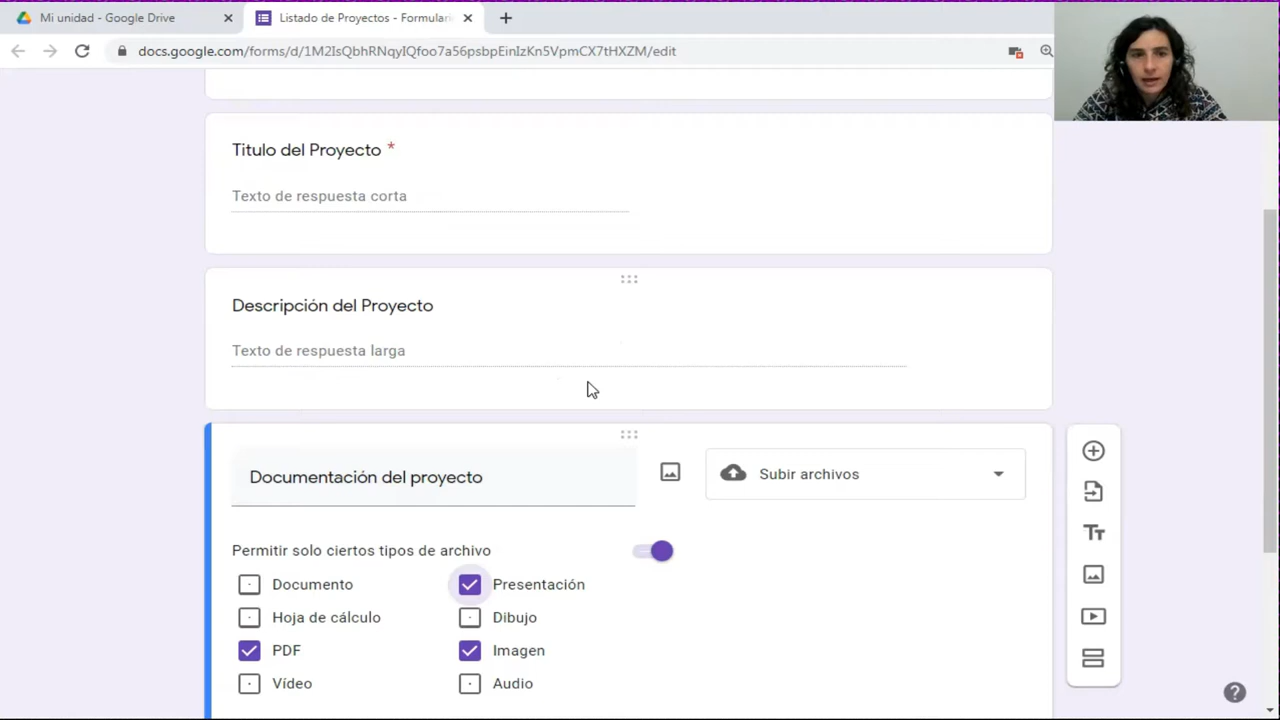 Mi unidad - Google Drive
Listado de Proyectos - Formulari
docs.google.com/forms/d/1M2IsQbhRNqyIQfoo7a56psbpEinIzKn5VpmCX7tHXZM/edit
Titulo del Proyecto *
Texto de respuesta corta
Descripción del Proyecto
Texto de respuesta larga
Documentación del proyecto
Subir archivos
Permitir solo ciertos tipos de archivo
Documento
Presentación
Hoja de cálculo
Dibujo
PDF
Imagen
Vídeo
Audio